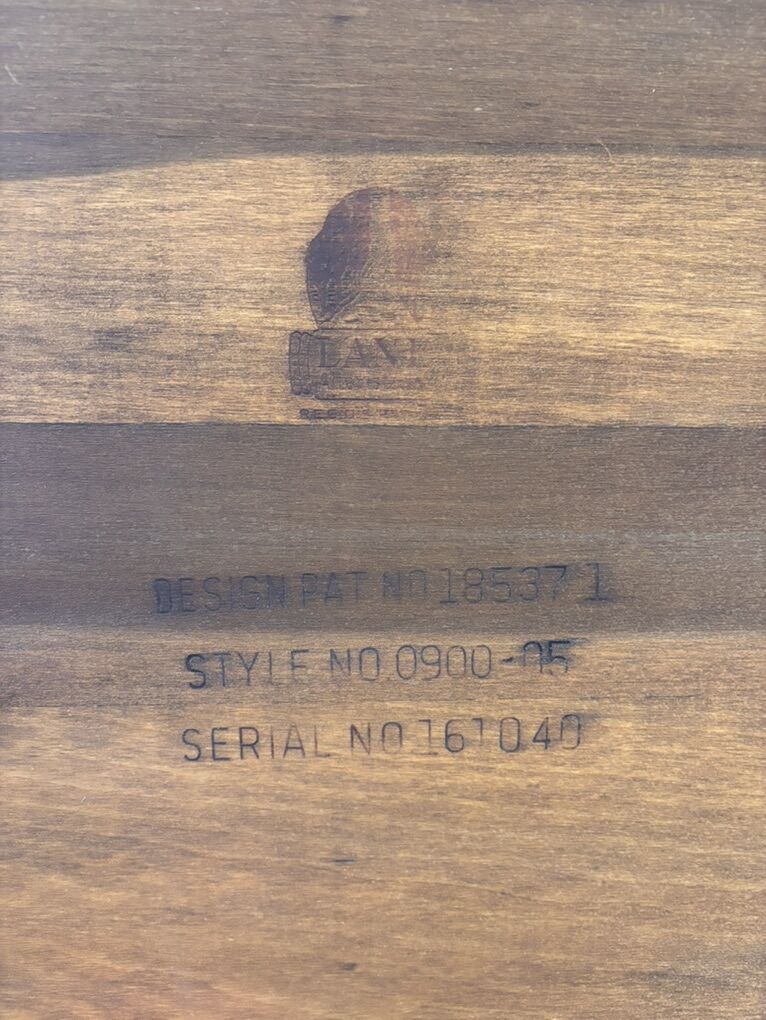 LANE
DESIGN PAT NO 185371
STYLE NO. 0900-05
SERIAL NO 161040